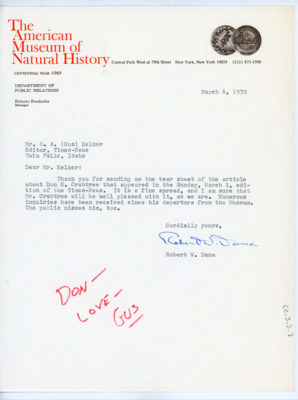 The
American
Museum of
Natural History
Central Park West at 79th Street New York, New York 10024 (212) 873-1300
CENTENNIAL YEAR-1969
DEPARTMENT OF
PUBLIC RELATIONS
Manager
March 6, 1970
Mr. O. A. (Gus) Kelker
Editor, Times-News
Twin Falls, Idaho
Dear Mr. Kelker:
Thank you for sending me the tear sheet of the article
about Don E. Crabtree that appeared in the Sunday, March 1, edi-
tion of the Times-News. It is a fine spread, and I am sure that
Mr. Crabtree will be well pleased with it, as we are. Numerous
inquiries have been received since his departure from the Museum.
The public misses him, too.
Cordially yours,
Robert W. Dana
Robert W. Dana
DON-
LOVE-
GUS